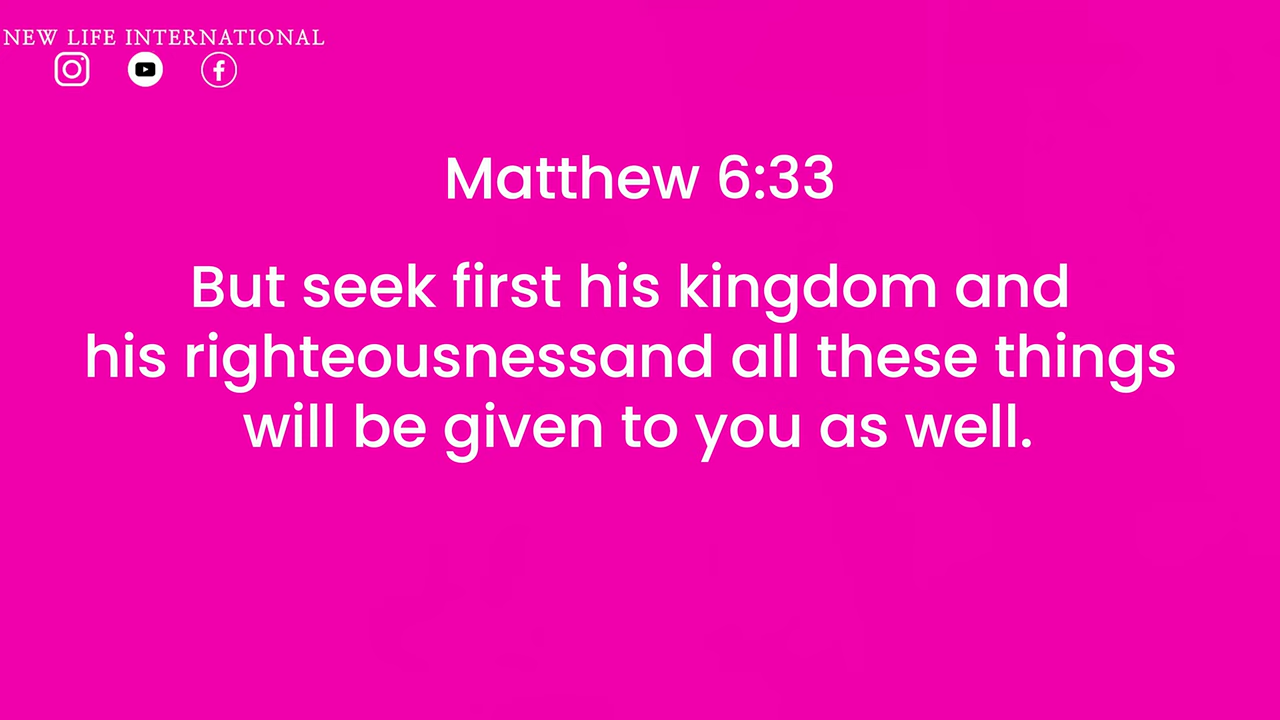 NEW LIFE INTERNATIONAL
Matthew 6:33
But seek first his kingdom and
his righteousnessand all these things
will be given to you as well.